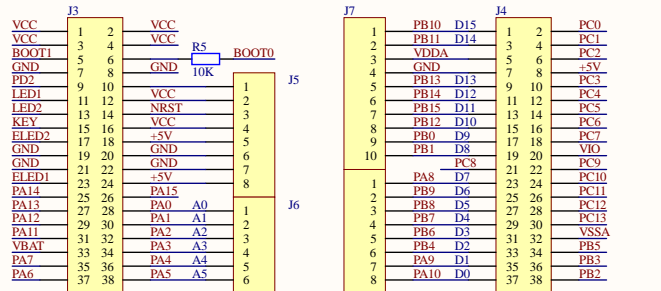 J3 J7 J4
VCC 1 2 VCC 1 PB10 D15 1 2 PC0
VCC 3 4 VCC R5 2 PB11 D14 3 4 PC1
BOOT1 5 6 BOOT0 3 VDDA 5 6 PC2
GND 7 8 GND 10K 4 GND 7 8 +5V
PD2 9 10 1 J5 5 PB13 D13 9 10 PC3
LED1 11 12 VCC 2 6 PB14 D12 11 12 PC4
LED2 13 14 NRST 3 7 PB15 D11 13 14 PC5
KEY 15 16 VCC 4 8 PB12 D10 15 16 PC6
ELED2 17 18 +5V 5 9 PB0 D9 17 18 PC7
GND 19 20 GND 6 10 PB1 D8 19 20 VIO
GND 21 22 GND 7 PC8 21 22 PC9
ELED1 23 24 +5V 8 1 PA8 D7 23 24 PC10
PA14 25 26 PA15 2 PB9 D6 25 26 PC11
PA13 27 28 PA0 A0 1 J6 3 PB8 D5 27 28 PC12
PA12 29 30 PA1 A1 2 4 PB7 D4 29 30 PC13
PA11 31 32 PA2 A2 3 5 PB6 D3 31 32 VSSA
VBAT 33 34 PA3 A3 4 6 PB4 D2 33 34 PB5
PA7 35 36 PA4 A4 5 7 PA9 D1 35 36 PB3
PA6 37 38 PA5 A5 6 8 PA10 D0 37 38 PB2